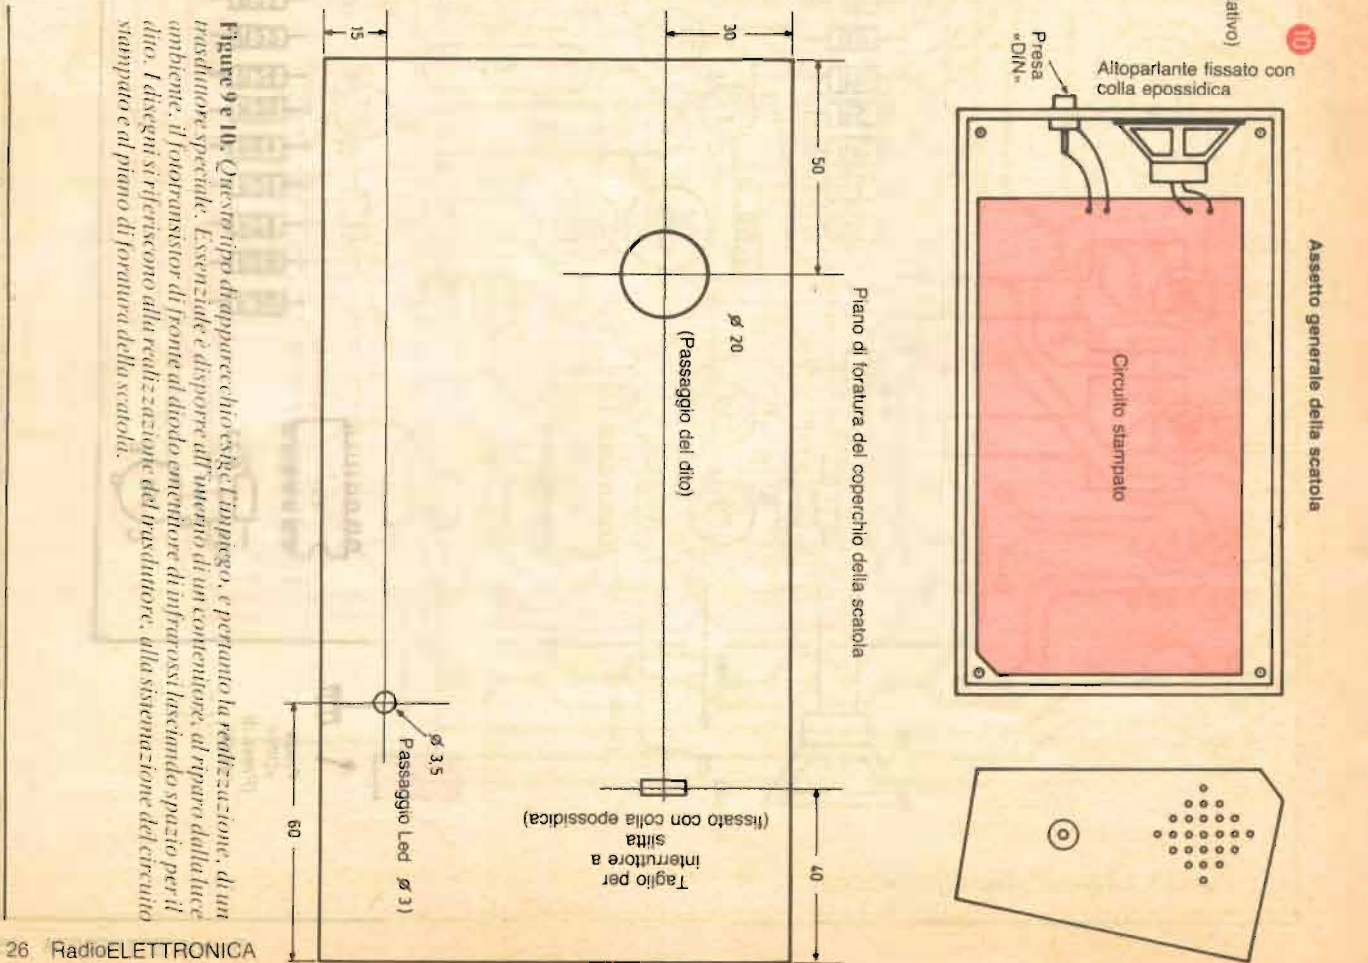 ativo)
10
Assetto generale della scatola
Altoparlante fissato con
colla epossidica
Presa
«DIN»
Circuito stampato
Piano di foratura del coperchio della scatola
30
15
50
ø 20
(Passaggio del dito)
Taglio per
interruttore a
slitta
(fissato con colla epossidica)
40
ø 3,5
Passaggio Led ø 3)
60
Figure 9 e 10. Questo tipo di apparecchio esige l'impiego, e pertanto la realizzazione, di un
trasduttore speciale. Essenziale è disporre all'interno di un contenitore, al riparo dalla luce
ambiente, il fototransistor di fronte al diodo emettitore di infrarossi lasciando spazio per il
dito. I disegni si riferiscono alla realizzazione del trasduttore, alla sistemazione del circuito
stampato e al piano di foratura della scatola.
26 RadioELETTRONICA